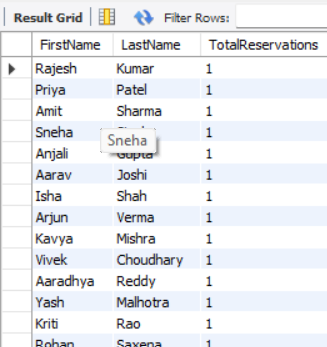 Result Grid Filter Rows:
FirstName LastName TotalReservations
Rajesh Kumar 1
Priya Patel 1
Amit Sharma 1
Sneha 1
Sneha
Anjali Gupta 1
Aarav Joshi 1
Isha Shah 1
Arjun Verma 1
Kavya Mishra 1
Vivek Choudhary 1
Aaradhya Reddy 1
Yash Malhotra 1
Kriti Rao 1
Rohan Saxena 1